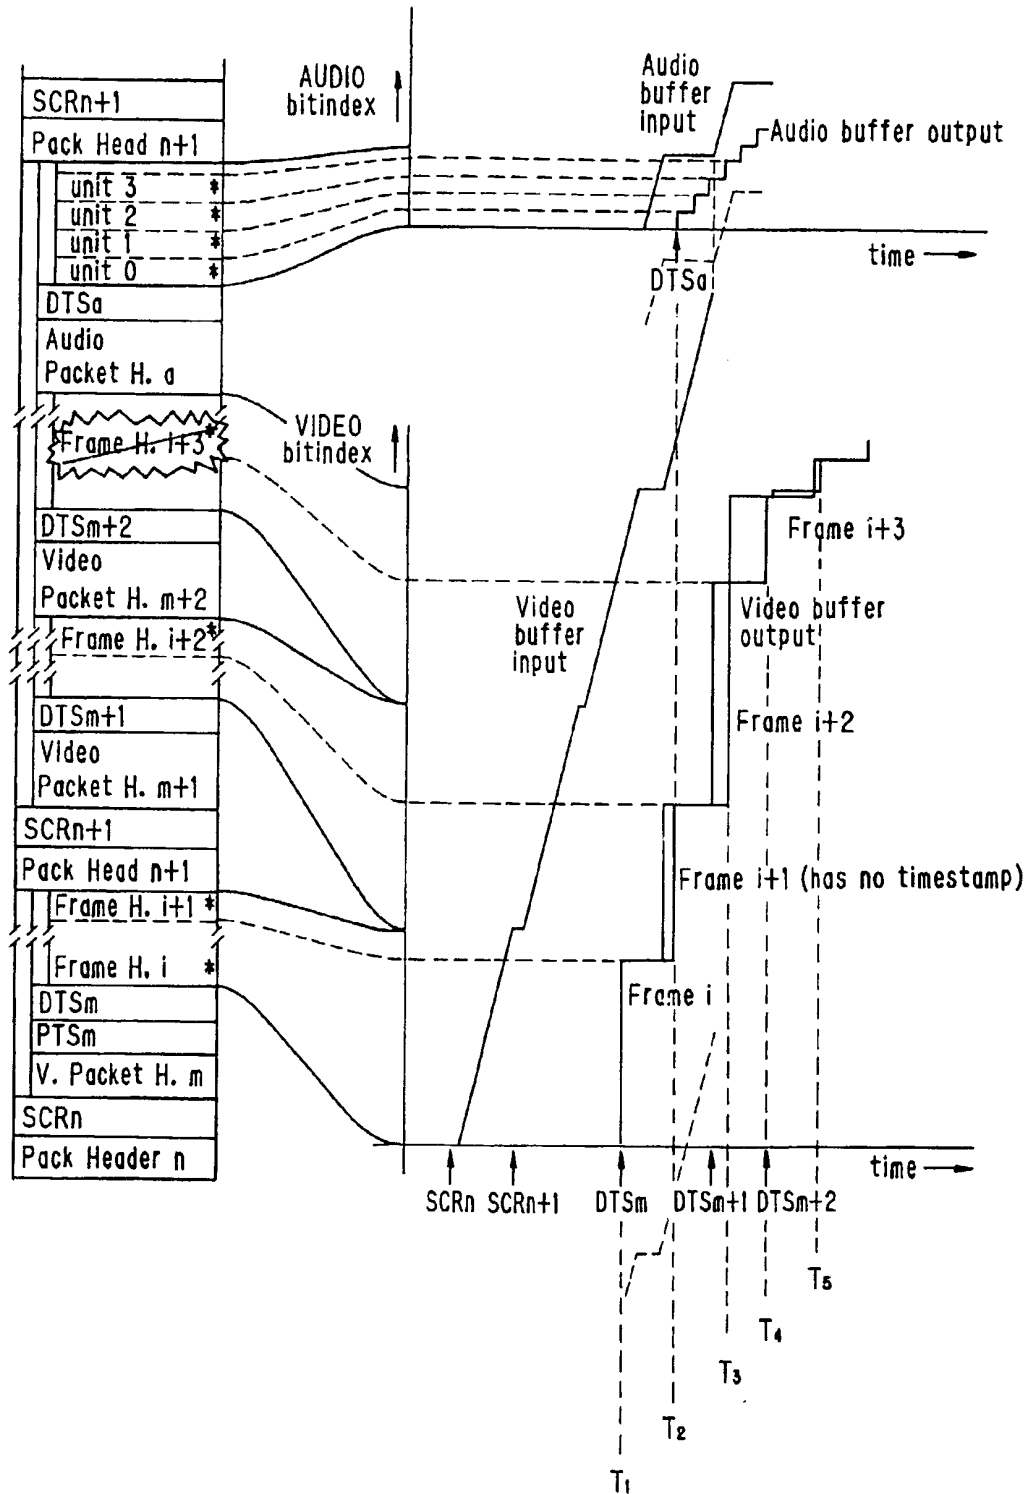 SCRn+1
Pack Head n+1
unit 3 *
unit 2 *
unit 1 *
unit 0 *
DTSa
Audio
Packet H. a
Frame H. i+3 *
DTSm+2
Video
Packet H. m+2
Frame H. i+2 *
DTSm+1
Video
Packet H. m+1
SCRn+1
Pack Head n+1
Frame H. i+1 *
Frame H. i *
DTSm
PTSm
V. Packet H. m
SCRn
Pack Header n
AUDIO
bitindex
Audio
buffer
input
Audio buffer output
time
DTSa
VIDEO
bitindex
Video
buffer
input
Frame i+3
Video buffer
output
Frame i+2
Frame i+1 (has no timestamp)
Frame i
time
SCRn
SCRn+1
DTSm
DTSm+1
DTSm+2
T5
T4
T3
T2
T1